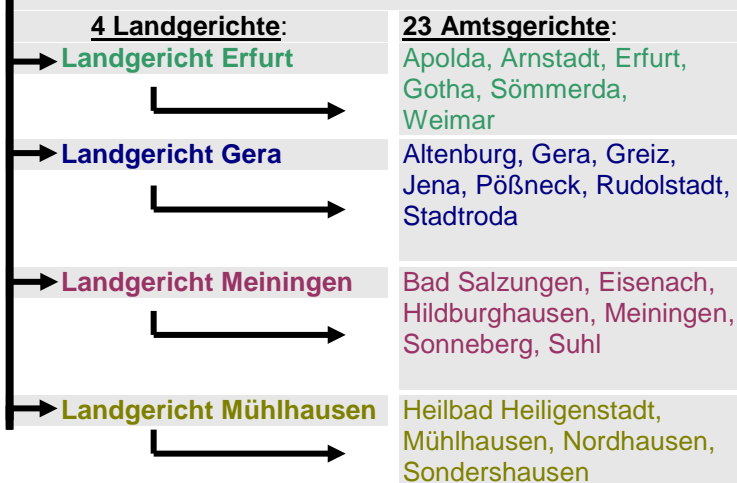 4 Landgerichte:
23 Amtsgerichte:
Landgericht Erfurt
Apolda, Arnstadt, Erfurt,
Gotha, Sömmerda,
Weimar
Landgericht Gera
Altenburg, Gera, Greiz,
Jena, Pößneck, Rudolstadt,
Stadtroda
Landgericht Meiningen
Bad Salzungen, Eisenach,
Hildburghausen, Meiningen,
Sonneberg, Suhl
Landgericht Mühlhausen
Heilbad Heiligenstadt,
Mühlhausen, Nordhausen,
Sondershausen